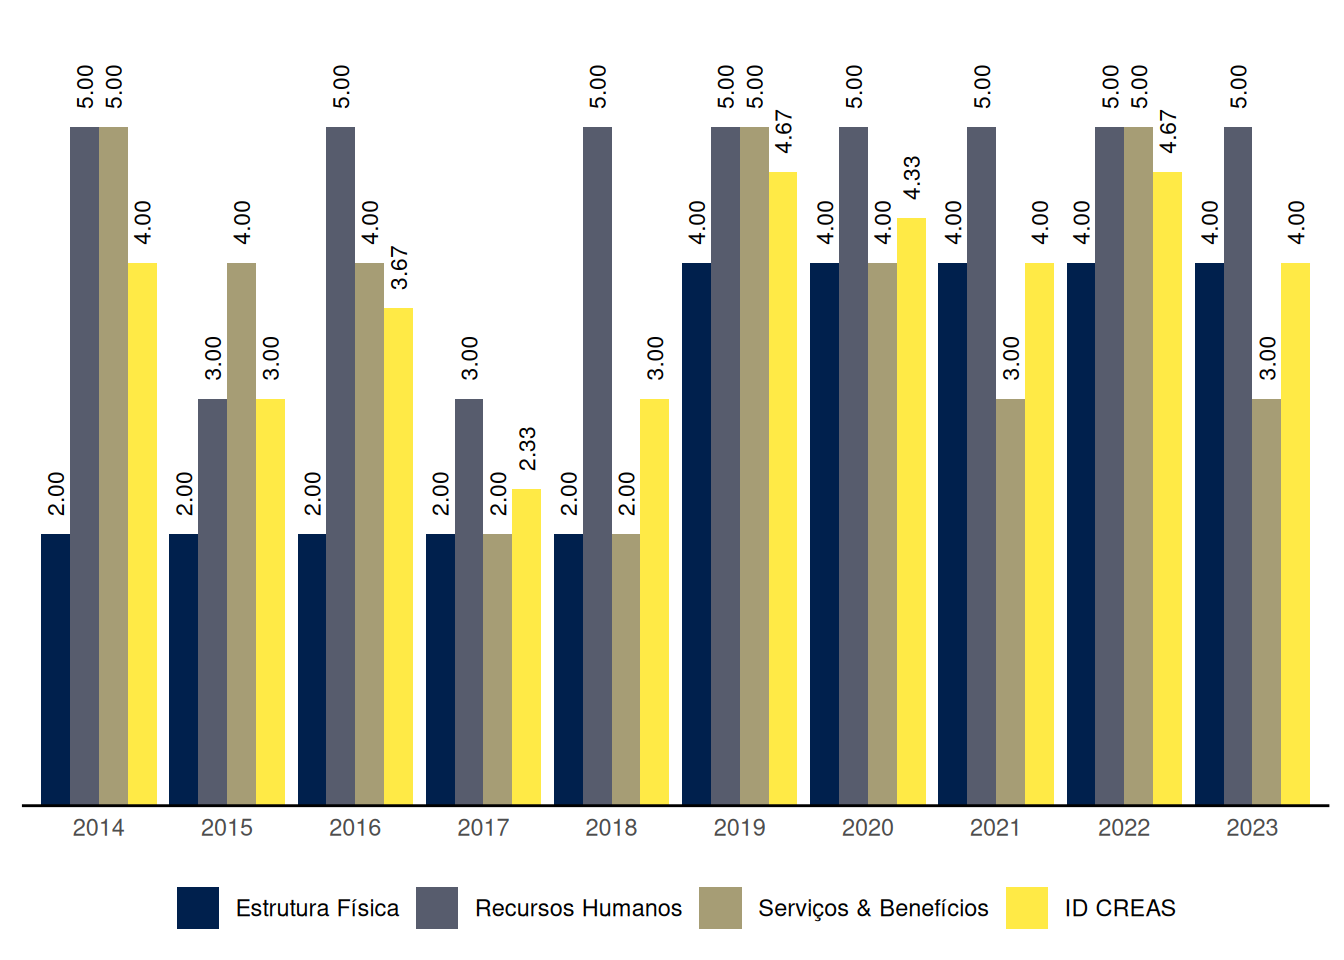 5.00 5.00 5.00 5.00 5.00 5.00 5.00 5.00 5.00 5.00 5.00
4.67 4.67
4.33
4.00 4.00 4.00 4.00 4.00 4.00 4.00 4.00 4.00 4.00 4.00
3.67
3.00 3.00 3.00 3.00 3.00 3.00
2.33
2.00 2.00 2.00 2.00 2.00 2.00 2.00
2014 2015 2016 2017 2018 2019 2020 2021 2022 2023
Estrutura Física Recursos Humanos Serviços & Benefícios ID CREAS